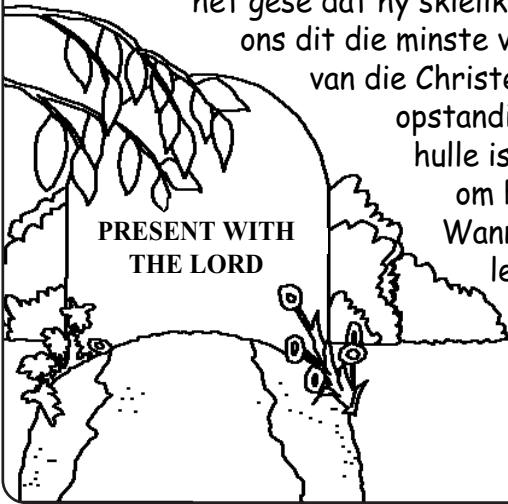 het gese dat hy skielik
ons dit die minste v
van die Christe
opstandi
hulle is
om
Wann
le
PRESENT WITH
THE LORD